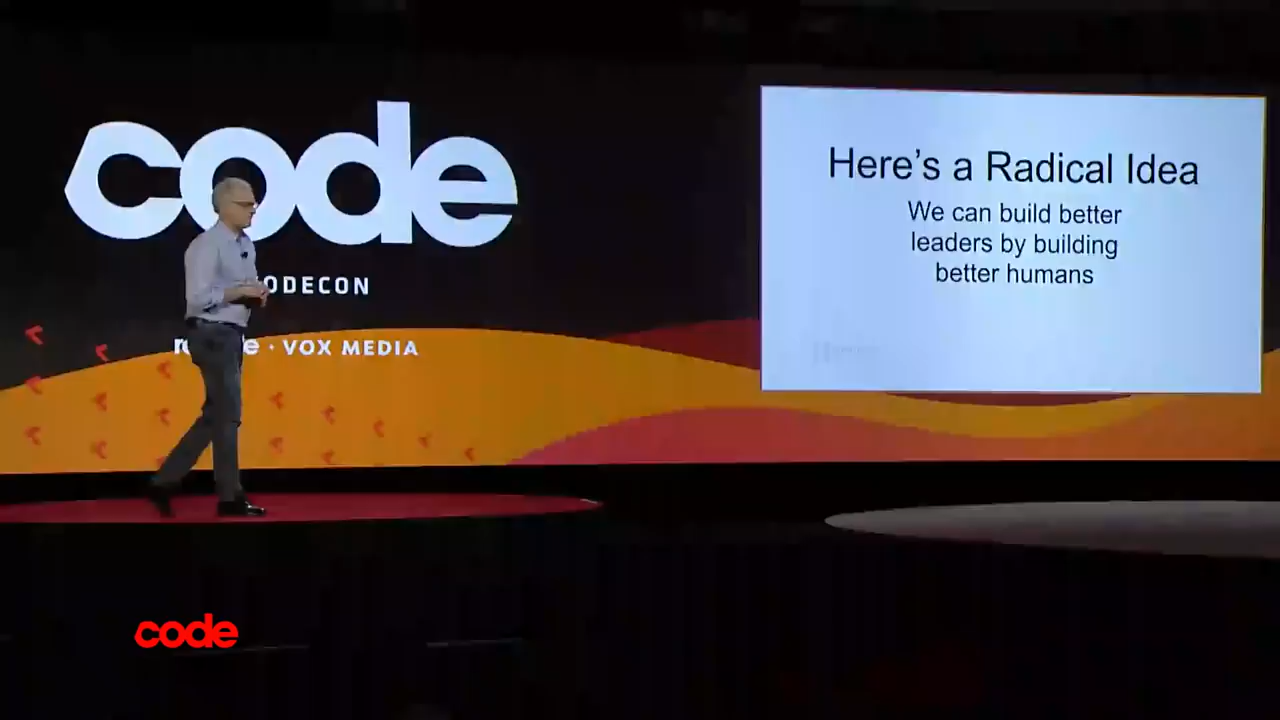 code
ODECON
· VOX MEDIA
Here's a Radical Idea
We can build better
leaders by building
better humans
code